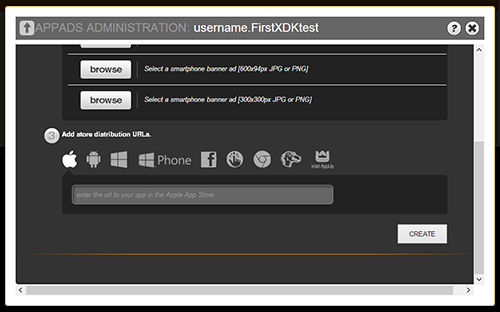 APPADS ADMINISTRATION: username.FirstXDKtest
browse
browse Select a smartphone banner ad [600x94px JPG or PNG]
browse Select a smartphone banner ad [300x300px JPG or PNG]
3 Add store distribution URLs.
Phone
Intel AppUp
enter the url to your app in the Apple App Store
CREATE